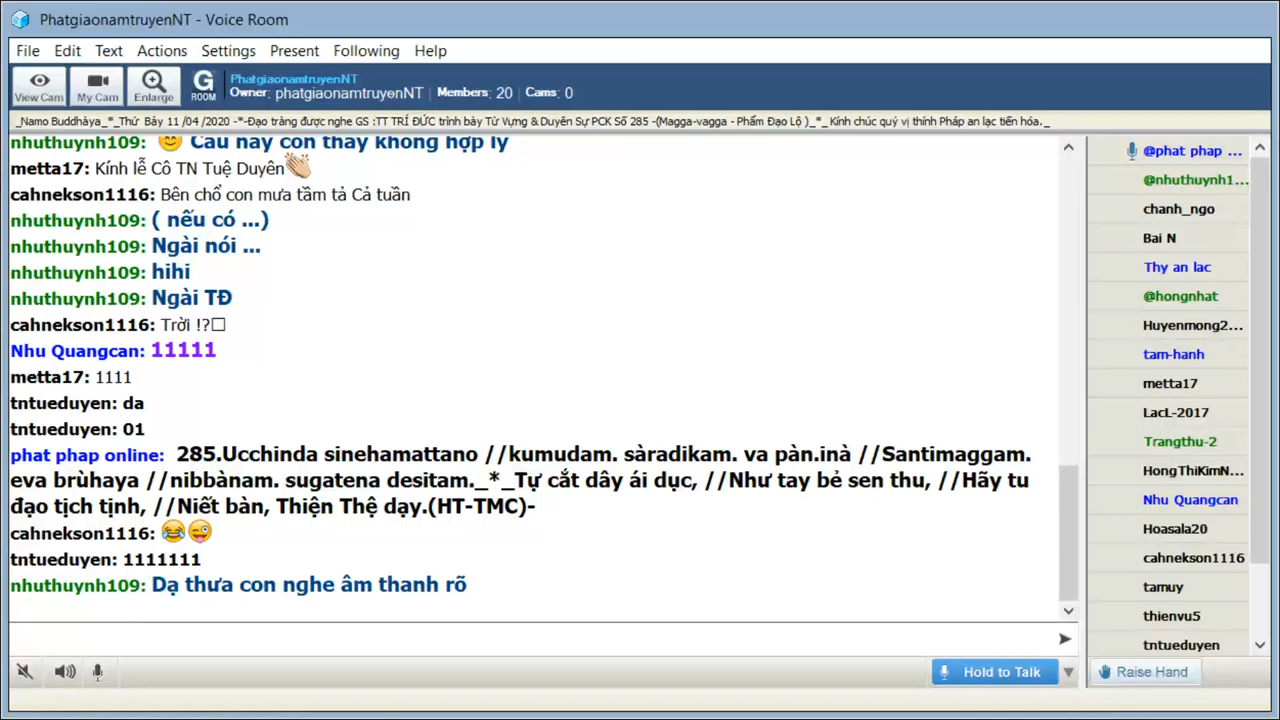 PhatgiaonamtruyenNT - Voice Room
File Edit Text Actions Settings Present Following Help
View Cam My Cam Enlarge G ROOM
PhatgiaonamtruyenNT
Owner: phatgiaonamtruyenNT | Members: 20 | Cams: 0
_Namo Buddhàya_*_Thứ Bảy 11 /04 /2020 -*-Đạo tràng được nghe GS :TT TRÍ ĐỨC trình bày Từ Vựng & Duyên Sự PCK Số 285 -(Magga-vagga - Phẩm Đạo Lộ )_*_ Kính chúc quý vị thính Pháp an lạc tiến hóa._
nhuthuynh109: 😊 Câu này con thấy không hợp lý
metta17: Kính lễ Cô TN Tuệ Duyên👏
cahnekson1116: Bên chổ con mưa tầm tả Cả tuần
nhuthuynh109: ( nếu có ...)
nhuthuynh109: Ngài nói ...
nhuthuynh109: hihi
nhuthuynh109: Ngài TĐ
cahnekson1116: Trời !?□
Nhu Quangcan: 11111
metta17: 1111
tntueduyen: da
tntueduyen: 01
phat phap online: 285.Ucchinda sinehamattano //kumudam. sàradikam. va pàn.inà //Santimaggam.
eva brùhaya //nibbànam. sugatena desitam._*_Tự cắt dây ái dục, //Như tay bẻ sen thu, //Hãy tu
đạo tịch tịnh, //Niết bàn, Thiện Thệ dạy.(HT-TMC)-
cahnekson1116: 😂😜
tntueduyen: 1111111
nhuthuynh109: Dạ thưa con nghe âm thanh rõ
@phat phap ...
@nhuthuynh1...
chanh_ngo
Bai N
Thy an lac
@hongnhat
Huyenmong2...
tam-hanh
metta17
LacL-2017
Trangthu-2
HongThiKimN...
Nhu Quangcan
Hoasala20
cahnekson1116
tamuy
thienvu5
tntueduyen
Hold to Talk
Raise Hand